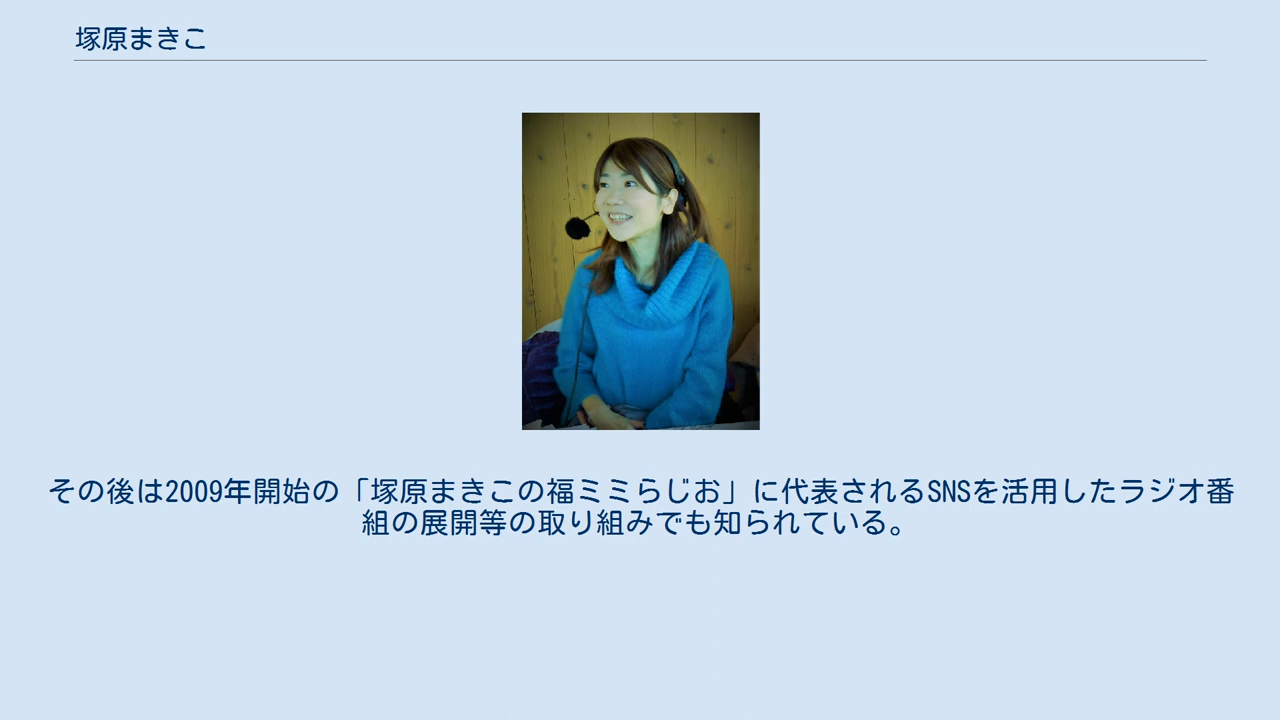 塚原まきこ
その後は2009年開始の「塚原まきこの福ミミらじお」に代表されるSNSを活用したラジオ番
組の展開等の取り組みでも知られている。